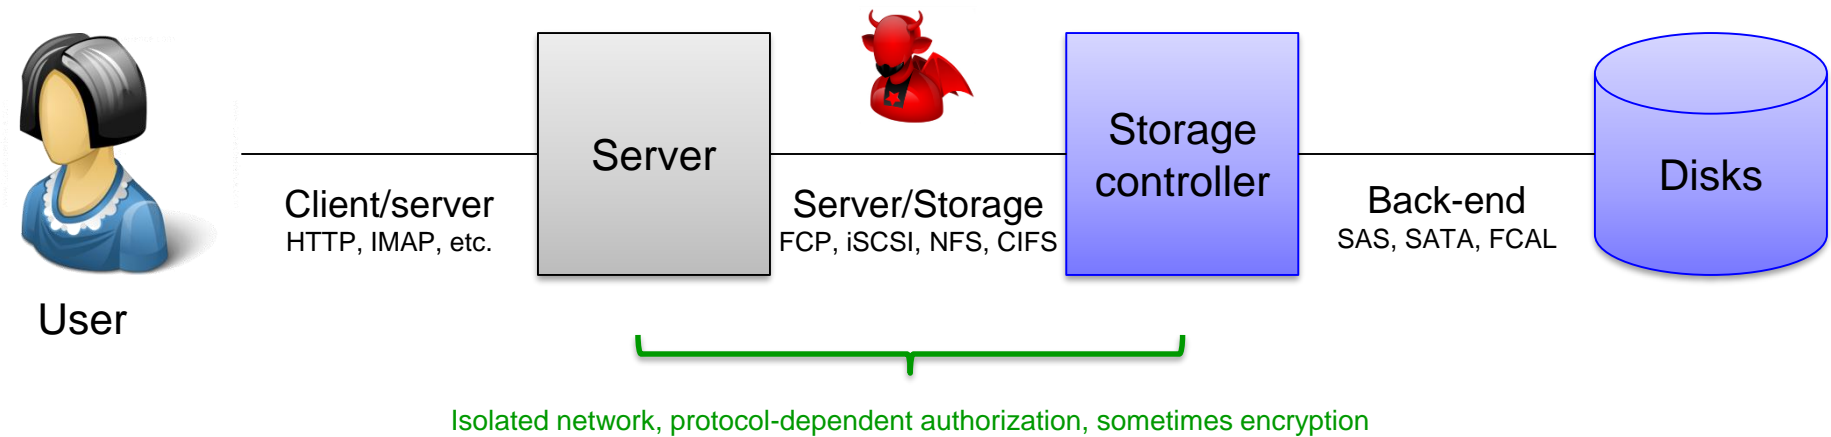 User
Client/server
HTTP, IMAP, etc.
Server
Server/Storage
FCP, iSCSI, NFS, CIFS
Storage
controller
Back-end
SAS, SATA, FCAL
Disks
Isolated network, protocol-dependent authorization, sometimes encryption